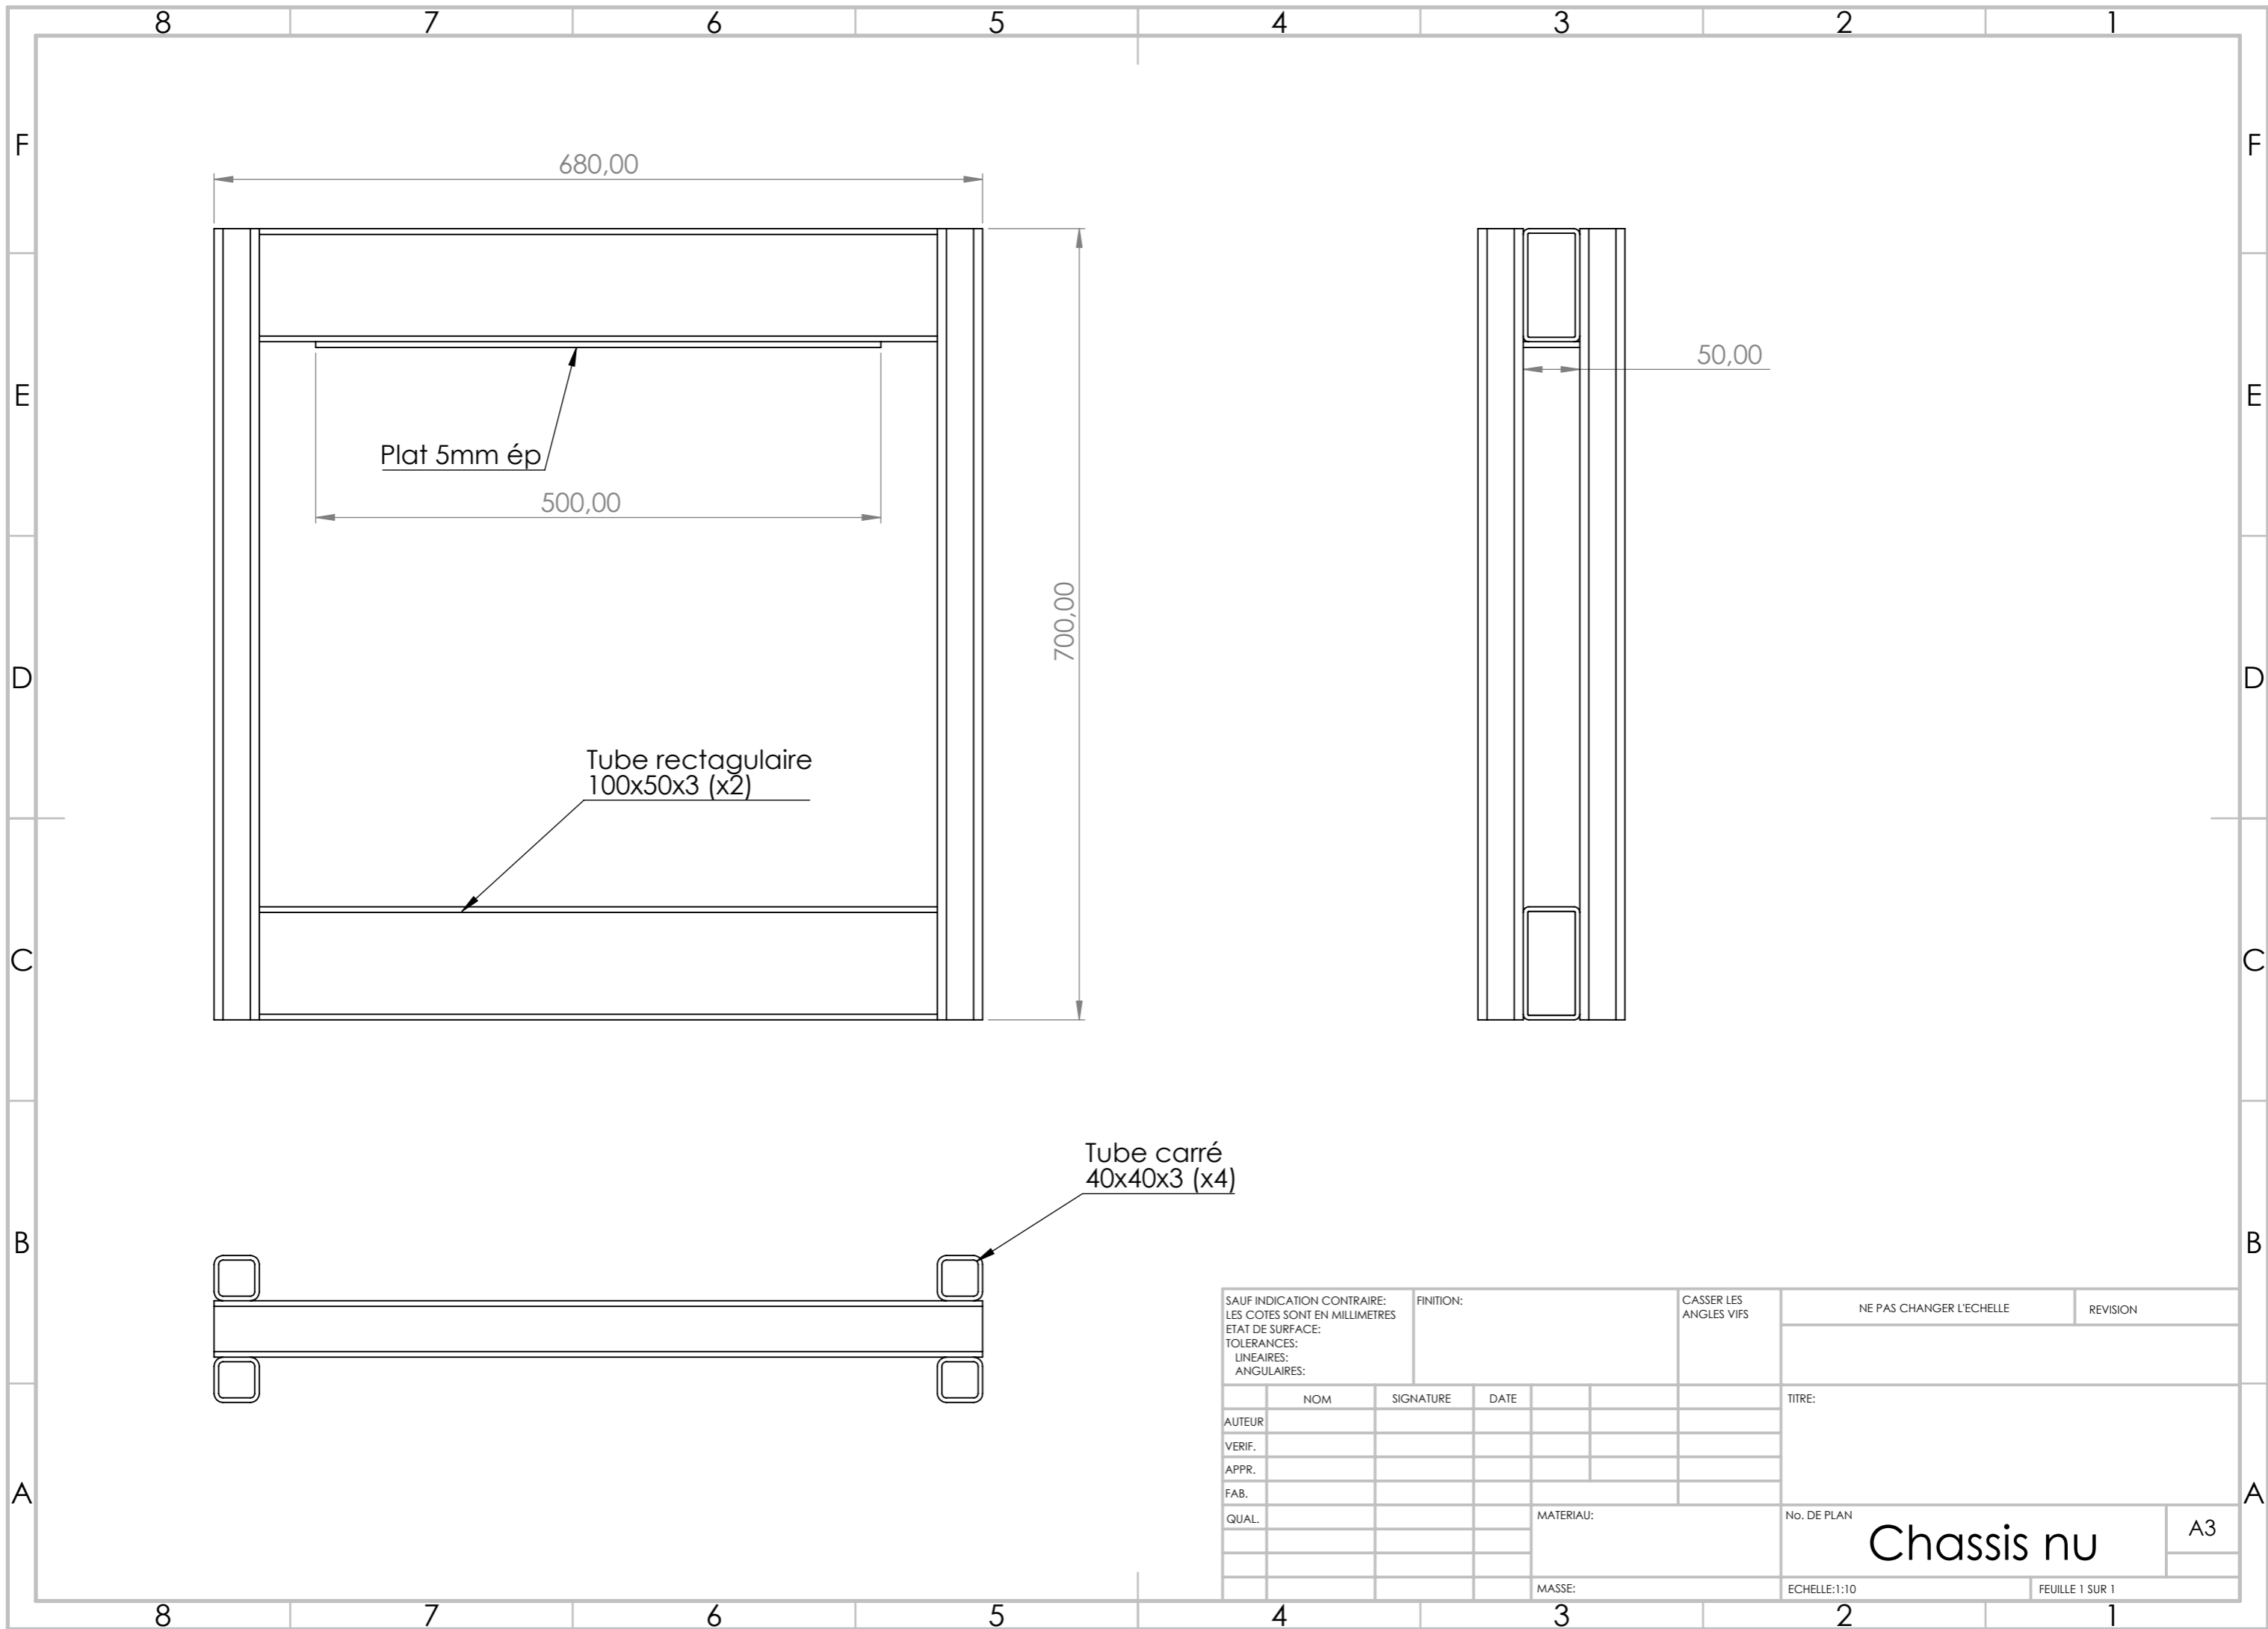 8 7 6 5 4 3 2 1
F F
680,00
50,00
E E
Plat 5mm ép
500,00
700,00
D D
Tube rectagulaire
100x50x3 (x2)
C C
Tube carré
40x40x3 (x4)
B B
SAUF INDICATION CONTRAIRE:
LES COTES SONT EN MILLIMETRES
ETAT DE SURFACE:
TOLERANCES:
LINEAIRES:
ANGULAIRES:
FINITION:
CASSER LES
ANGLES VIFS
NE PAS CHANGER L'ECHELLE
REVISION
NOM SIGNATURE DATE
TITRE:
AUTEUR
VERIF.
APPR.
FAB.
QUAL.
A A
MATERIAU:
No. DE PLAN
Chassis nu
A3
MASSE:
ECHELLE:1:10
FEUILLE 1 SUR 1
8 7 6 5 4 3 2 1